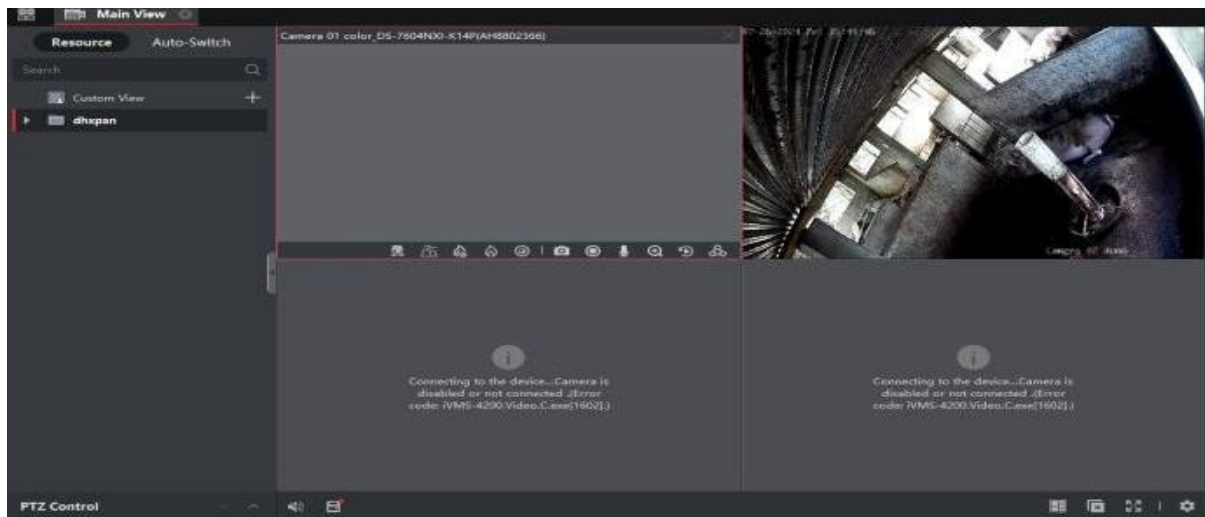 Main View
Resource Auto-Switch
Search
Custom View
dhxpan
Camera 01 color_DS-7604NXI-K14P(AH8802366)
Connecting to the device...Camera is
disabled or not connected .(Error
code: iVMS-4200.Video.C.exe[1602].)
Connecting to the device...Camera is
disabled or not connected .(Error
code: iVMS-4200.Video.C.exe[1602].)
PTZ Control